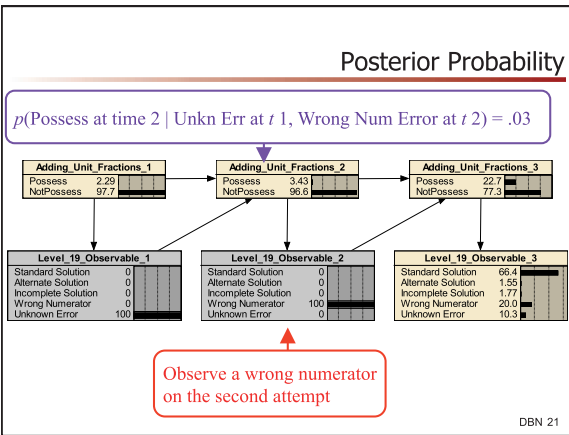 Posterior Probability
p(Possess at time 2 | Unkn Err at t 1, Wrong Num Error at t 2) = .03
Adding_Unit_Fractions_1
Possess 2.29
NotPossess 97.7
Adding_Unit_Fractions_2
Possess 3.43
NotPossess 96.6
Adding_Unit_Fractions_3
Possess 22.7
NotPossess 77.3
Level_19_Observable_1
Standard Solution 0
Alternate Solution 0
Incomplete Solution 0
Wrong Numerator 0
Unknown Error 100
Level_19_Observable_2
Standard Solution 0
Alternate Solution 0
Incomplete Solution 0
Wrong Numerator 100
Unknown Error 0
Level_19_Observable_3
Standard Solution 66.4
Alternate Solution 1.55
Incomplete Solution 1.77
Wrong Numerator 20.0
Unknown Error 10.3
Observe a wrong numerator
on the second attempt
DBN 21